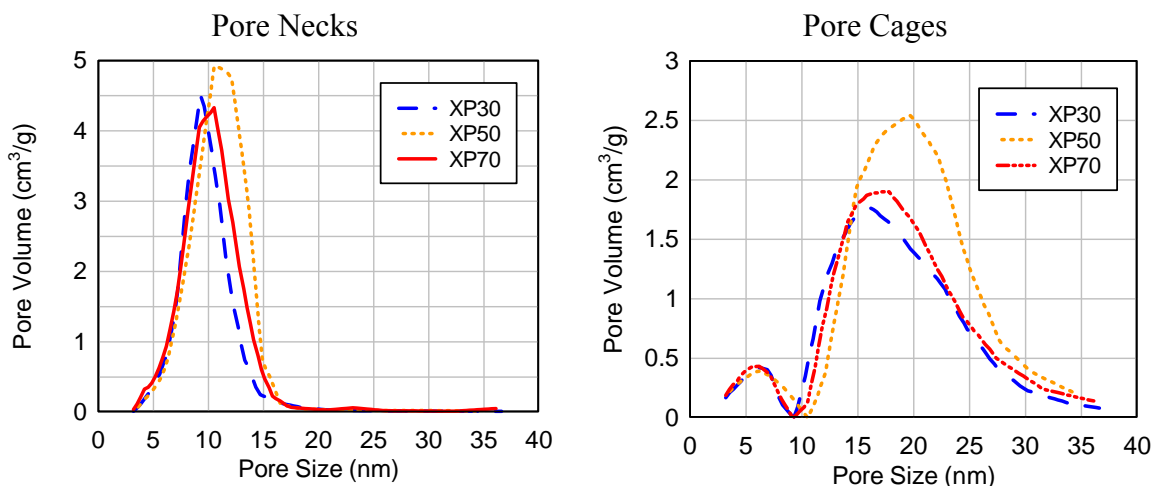 Pore Necks
Pore Volume (cm³/g)
5
4
3
2
1
0
0 5 10 15 20 25 30 35 40
Pore Size (nm)
XP30
XP50
XP70
Pore Cages
Pore Volume (cm³/g)
3
2.5
2
1.5
1
0.5
0
0 5 10 15 20 25 30 35 40
Pore Size (nm)
XP30
XP50
XP70